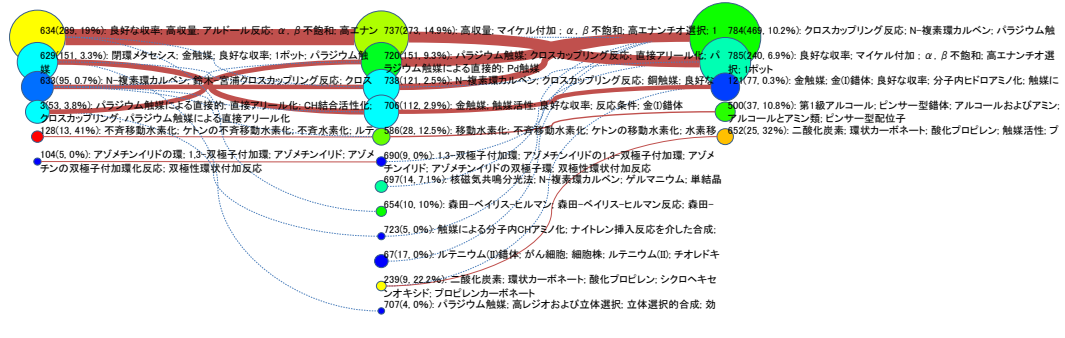 634(289, 19%): 良好な収率; 高収量; アルドール反応; α, β不飽和; 高エナン
629(151, 3.3%): 閉環メタセシス; 金触媒; 良好な収率; 1ポット; パラジウム触
媒
633(95, 0.7%): N-複素環カルベン; 鈴木-宮浦クロスカップリング反応; クロス
3(53, 3.8%): パラジウム触媒による直接的; 直接アリール化; CH結合活性化;
クロスカップリング; パラジウム触媒による直接アリール化
128(13, 41%): 不斉移動水素化; ケトンの不斉移動水素化; 不斉水素化; ルテ
104(5, 0%): アゾメチンイリドの環; 1,3-双極子付加環; アゾメチンイリド; アゾメ
チンの双極子付加環化反応; 双極性環状付加反応
737(273, 14.9%): 高収量; マイケル付加; α, β不飽和; 高エナンチオ選択; 1
720(151, 9.3%): パラジウム触媒; クロスカップリング反応; 直接アリール化; パ
ラジウム触媒による直接的; Pd触媒
738(121, 2.5%): N-複素環カルベン; クロスカップリング反応; 銅触媒; 良好な
706(112, 2.9%): 金触媒; 触媒活性; 良好な収率; 反応条件; 金(I)錯体
586(28, 12.5%): 移動水素化; 不斉移動水素化; ケトンの移動水素化; 水素移
690(9, 0%): 1,3-双極子付加環; アゾメチンイリドの1,3-双極子付加環; アゾメ
チンイリド; アゾメチンイリドの双極子環; 双極性環状付加反応
697(14, 7.1%): 核磁気共鳴分光法; N-複素環カルベン; ゲルマニウム; 単結晶
654(10, 10%): 森田-ベイリス-ヒルマン; 森田-ベイリス-ヒルマン反応; 森田-
723(5, 0%): 触媒による分子内CHアミノ化; ナイトレン挿入反応を介した合成;
67(17, 0%): ルテニウム(II)錯体; がん細胞; 細胞株; ルテニウム(II); チオレドキ
239(9, 22.2%): 二酸化炭素; 環状カーボネート; 酸化プロピレン; シクロヘキセ
ンオキシド; プロピレンカーボネート
707(4, 0%): パラジウム触媒; 高レジオおよび立体選択; 立体選択的合成; 効
784(469, 10.2%): クロスカップリング反応; N-複素環カルベン; パラジウム触
785(240, 6.9%): 良好な収率; マイケル付加; α, β不飽和; 高エナンチオ選
択; 1ポット
124(77, 0.3%): 金触媒; 金(I)錯体; 良好な収率; 分子内ヒドロアミノ化; 触媒に
500(37, 10.8%): 第1級アルコール; ピンサー型錯体; アルコールおよびアミン;
アルコールとアミン類; ピンサー型配位子
652(25, 32%): 二酸化炭素; 環状カーボネート; 酸化プロピレン; 触媒活性; プ